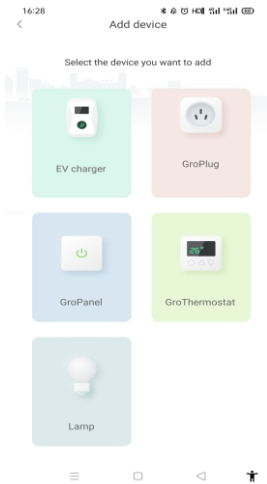 16:28
Add device
Select the device you want to add
EV charger
GroPlug
GroPanel
GroThermostat
Lamp